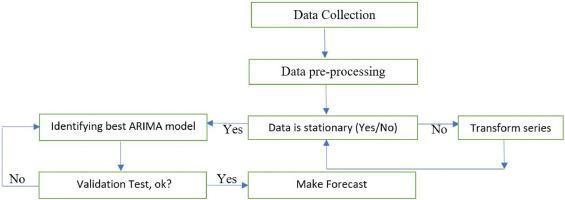 Data Collection
Data pre-processing
Identifying best ARIMA model
Yes
Data is stationary (Yes/No)
No
Transform series
No
Validation Test, ok?
Yes
Make Forecast